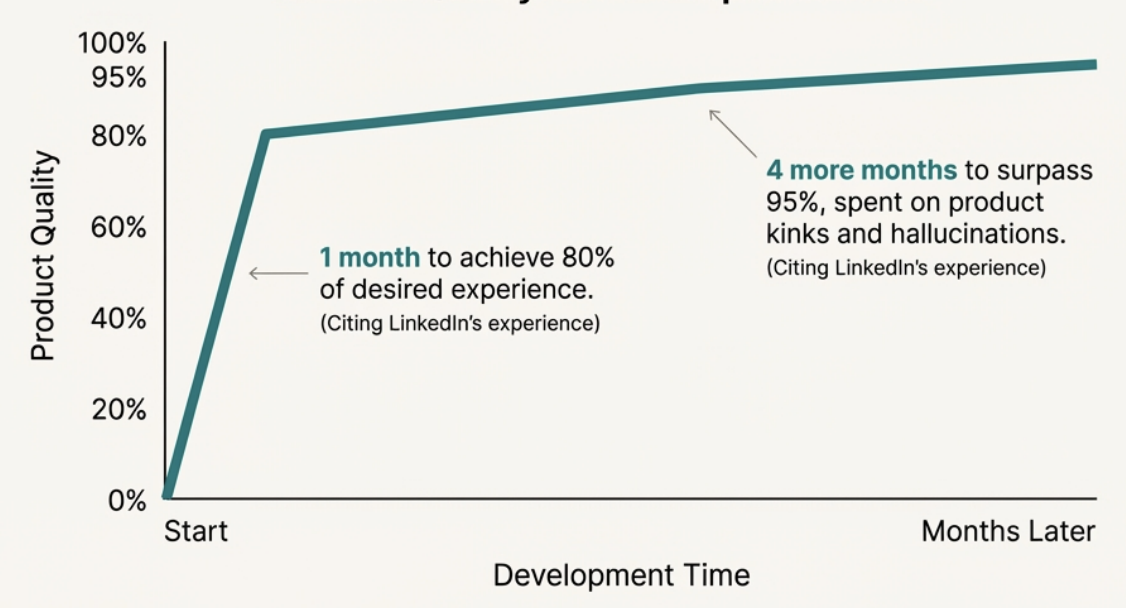 100%
95%
80%
60%
40%
20%
0%
Product Quality
4 more months to surpass
95%, spent on product
kinks and hallucinations.
(Citing LinkedIn's experience)
1 month to achieve 80%
of desired experience.
(Citing LinkedIn's experience)
Start
Months Later
Development Time